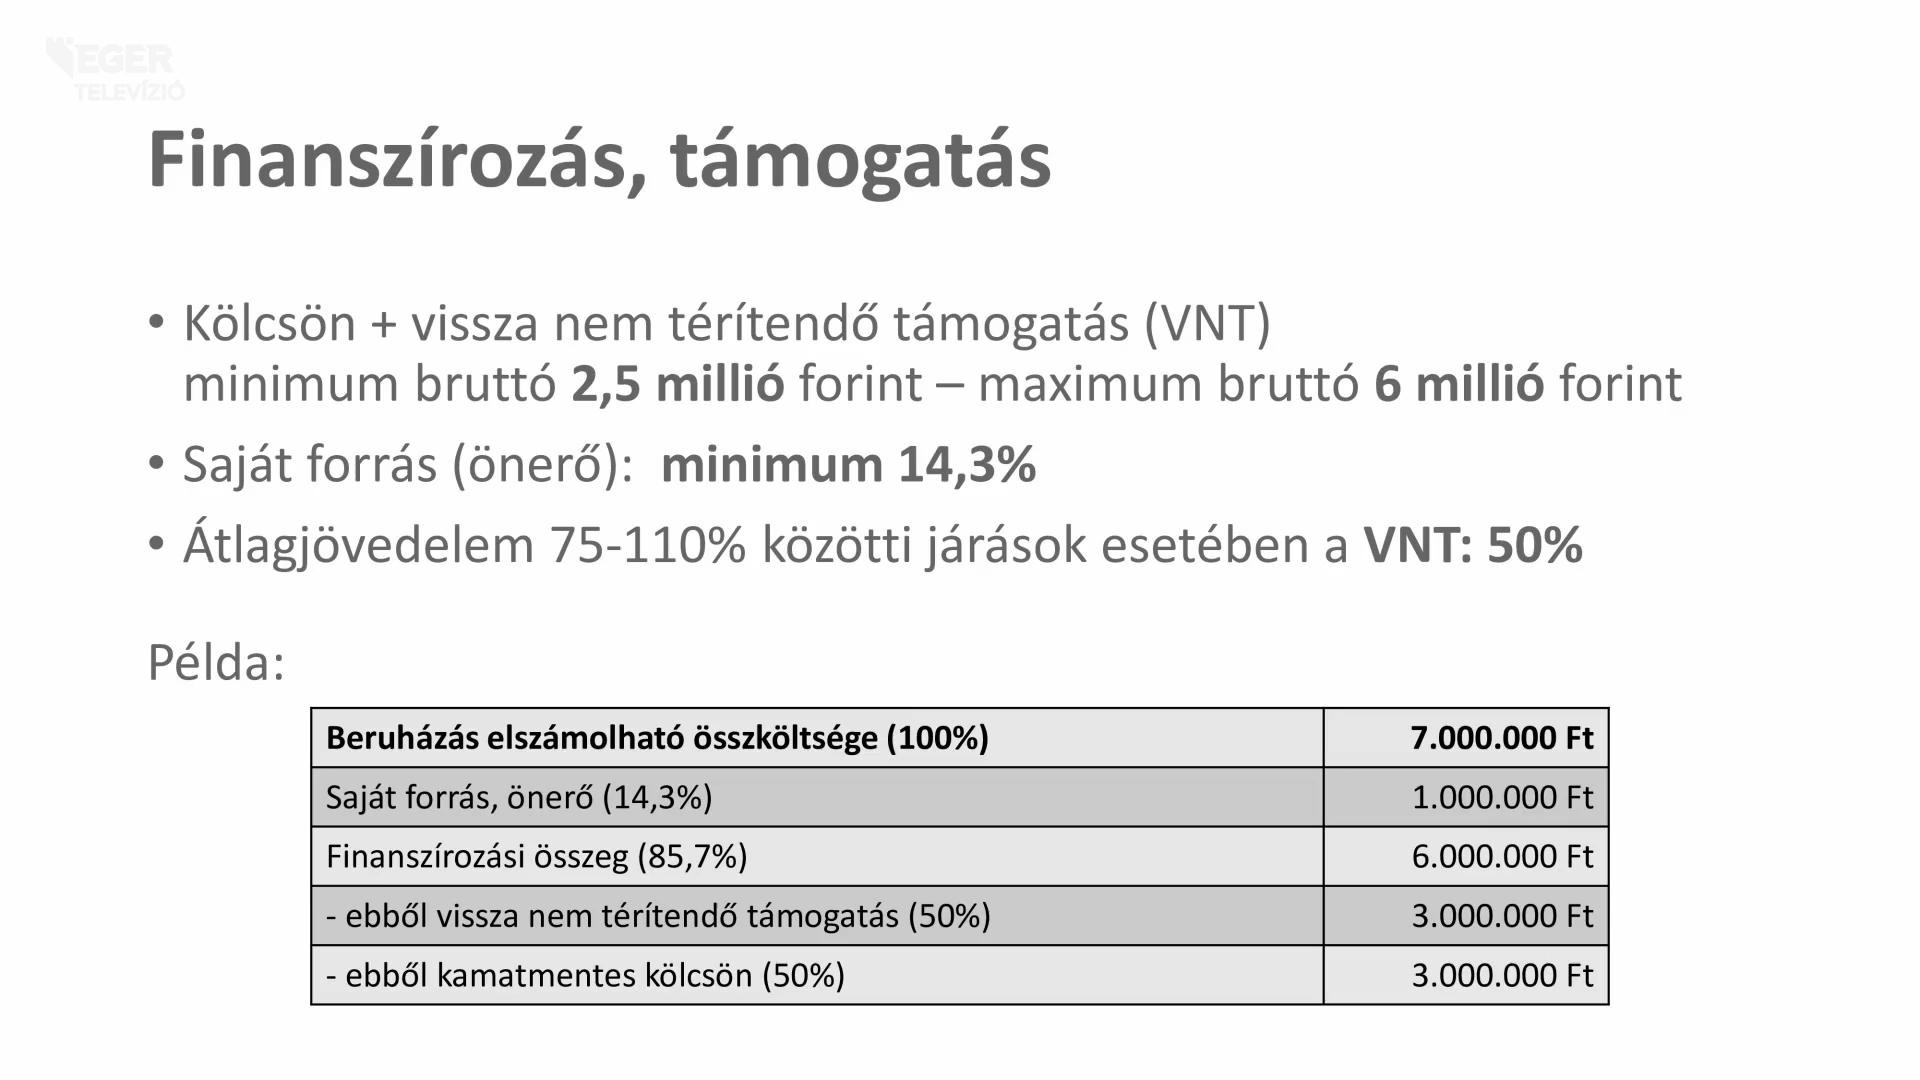 EGER
TELEVÍZIÓ
Finanszírozás, támogatás
• Kölcsön + vissza nem térítendő támogatás (VNT)
minimum bruttó 2,5 millió forint – maximum bruttó 6 millió forint
• Saját forrás (önerő): minimum 14,3%
• Átlagjövedelem 75-110% közötti járások esetében a VNT: 50%
Példa:
Beruházás elszámolható összköltsége (100%) 7.000.000 Ft
Saját forrás, önerő (14,3%) 1.000.000 Ft
Finanszírozási összeg (85,7%) 6.000.000 Ft
- ebből vissza nem térítendő támogatás (50%) 3.000.000 Ft
- ebből kamatmentes kölcsön (50%) 3.000.000 Ft